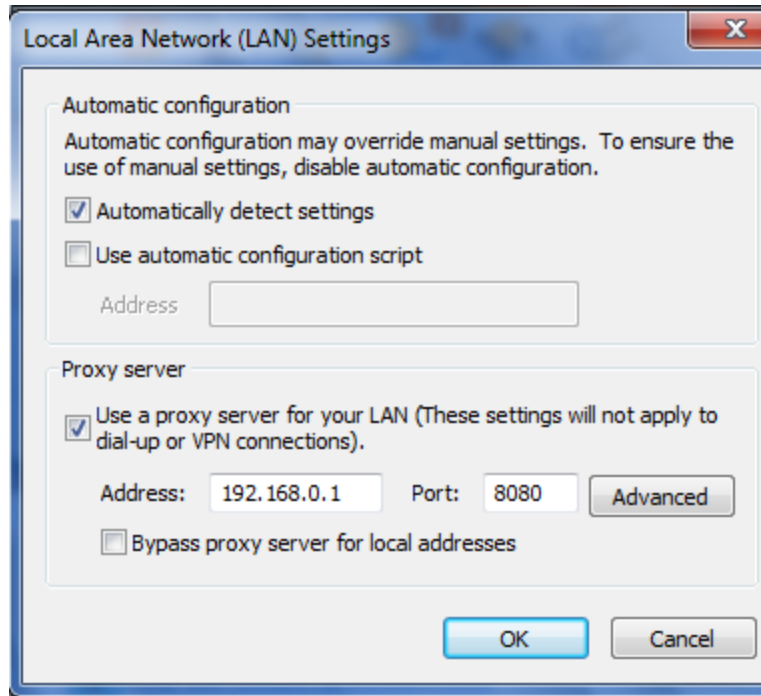 Local Area Network (LAN) Settings
Automatic configuration
Automatic configuration may override manual settings.  To ensure the
use of manual settings, disable automatic configuration.
Automatically detect settings
Use automatic configuration script
Address
Proxy server
Use a proxy server for your LAN (These settings will not apply to
dial-up or VPN connections).
Address: 192.168.0.1 Port: 8080 Advanced
Bypass proxy server for local addresses
OK Cancel